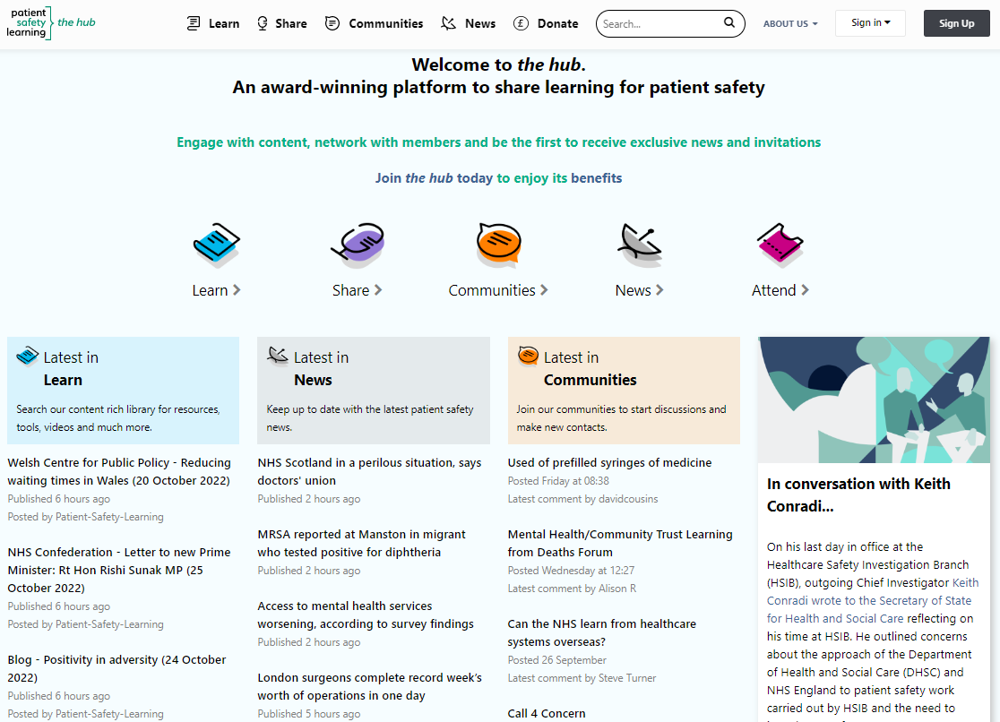 patient
safety
learning
the hub
Learn
Share
Communities
News
Donate
Search...
ABOUT US
Sign in
Sign Up
Welcome to the hub.
An award-winning platform to share learning for patient safety
Engage with content, network with members and be the first to receive exclusive news and invitations
Join the hub today to enjoy its benefits
Learn
Share
Communities
News
Attend
Latest in
Learn
Search our content rich library for resources,
tools, videos and much more.
Welsh Centre for Public Policy - Reducing
waiting times in Wales (20 October 2022)
Published 6 hours ago
Posted by Patient-Safety-Learning
NHS Confederation - Letter to new Prime
Minister: Rt Hon Rishi Sunak MP (25
October 2022)
Published 6 hours ago
Posted by Patient-Safety-Learning
Blog - Positivity in adversity (24 October
2022)
Published 6 hours ago
Posted by Patient-Safety-Learning
Latest in
News
Keep up to date with the latest patient safety
news.
NHS Scotland in a perilous situation, says
doctors' union
Published 2 hours ago
MRSA reported at Manston in migrant
who tested positive for diphtheria
Published 2 hours ago
Access to mental health services
worsening, according to survey findings
Published 2 hours ago
London surgeons complete record week's
worth of operations in one day
Published 5 hours ago
Latest in
Communities
Join our communities to start discussions and
make new contacts.
Used of prefilled syringes of medicine
Posted Friday at 08:38
Latest comment by davidcousins
Mental Health/Community Trust Learning
from Deaths Forum
Posted Wednesday at 12:27
Latest comment by Alison R
Can the NHS learn from healthcare
systems overseas?
Posted 26 September
Latest comment by Steve Turner
Call 4 Concern
In conversation with Keith
Conradi...
On his last day in office at the
Healthcare Safety Investigation Branch
(HSIB), outgoing Chief Investigator Keith
Conradi wrote to the Secretary of State
for Health and Social Care reflecting on
his time at HSIB. He outlined concerns
about the approach of the Department
of Health and Social Care (DHSC) and
NHS England to patient safety work
carried out by HSIB and the need to